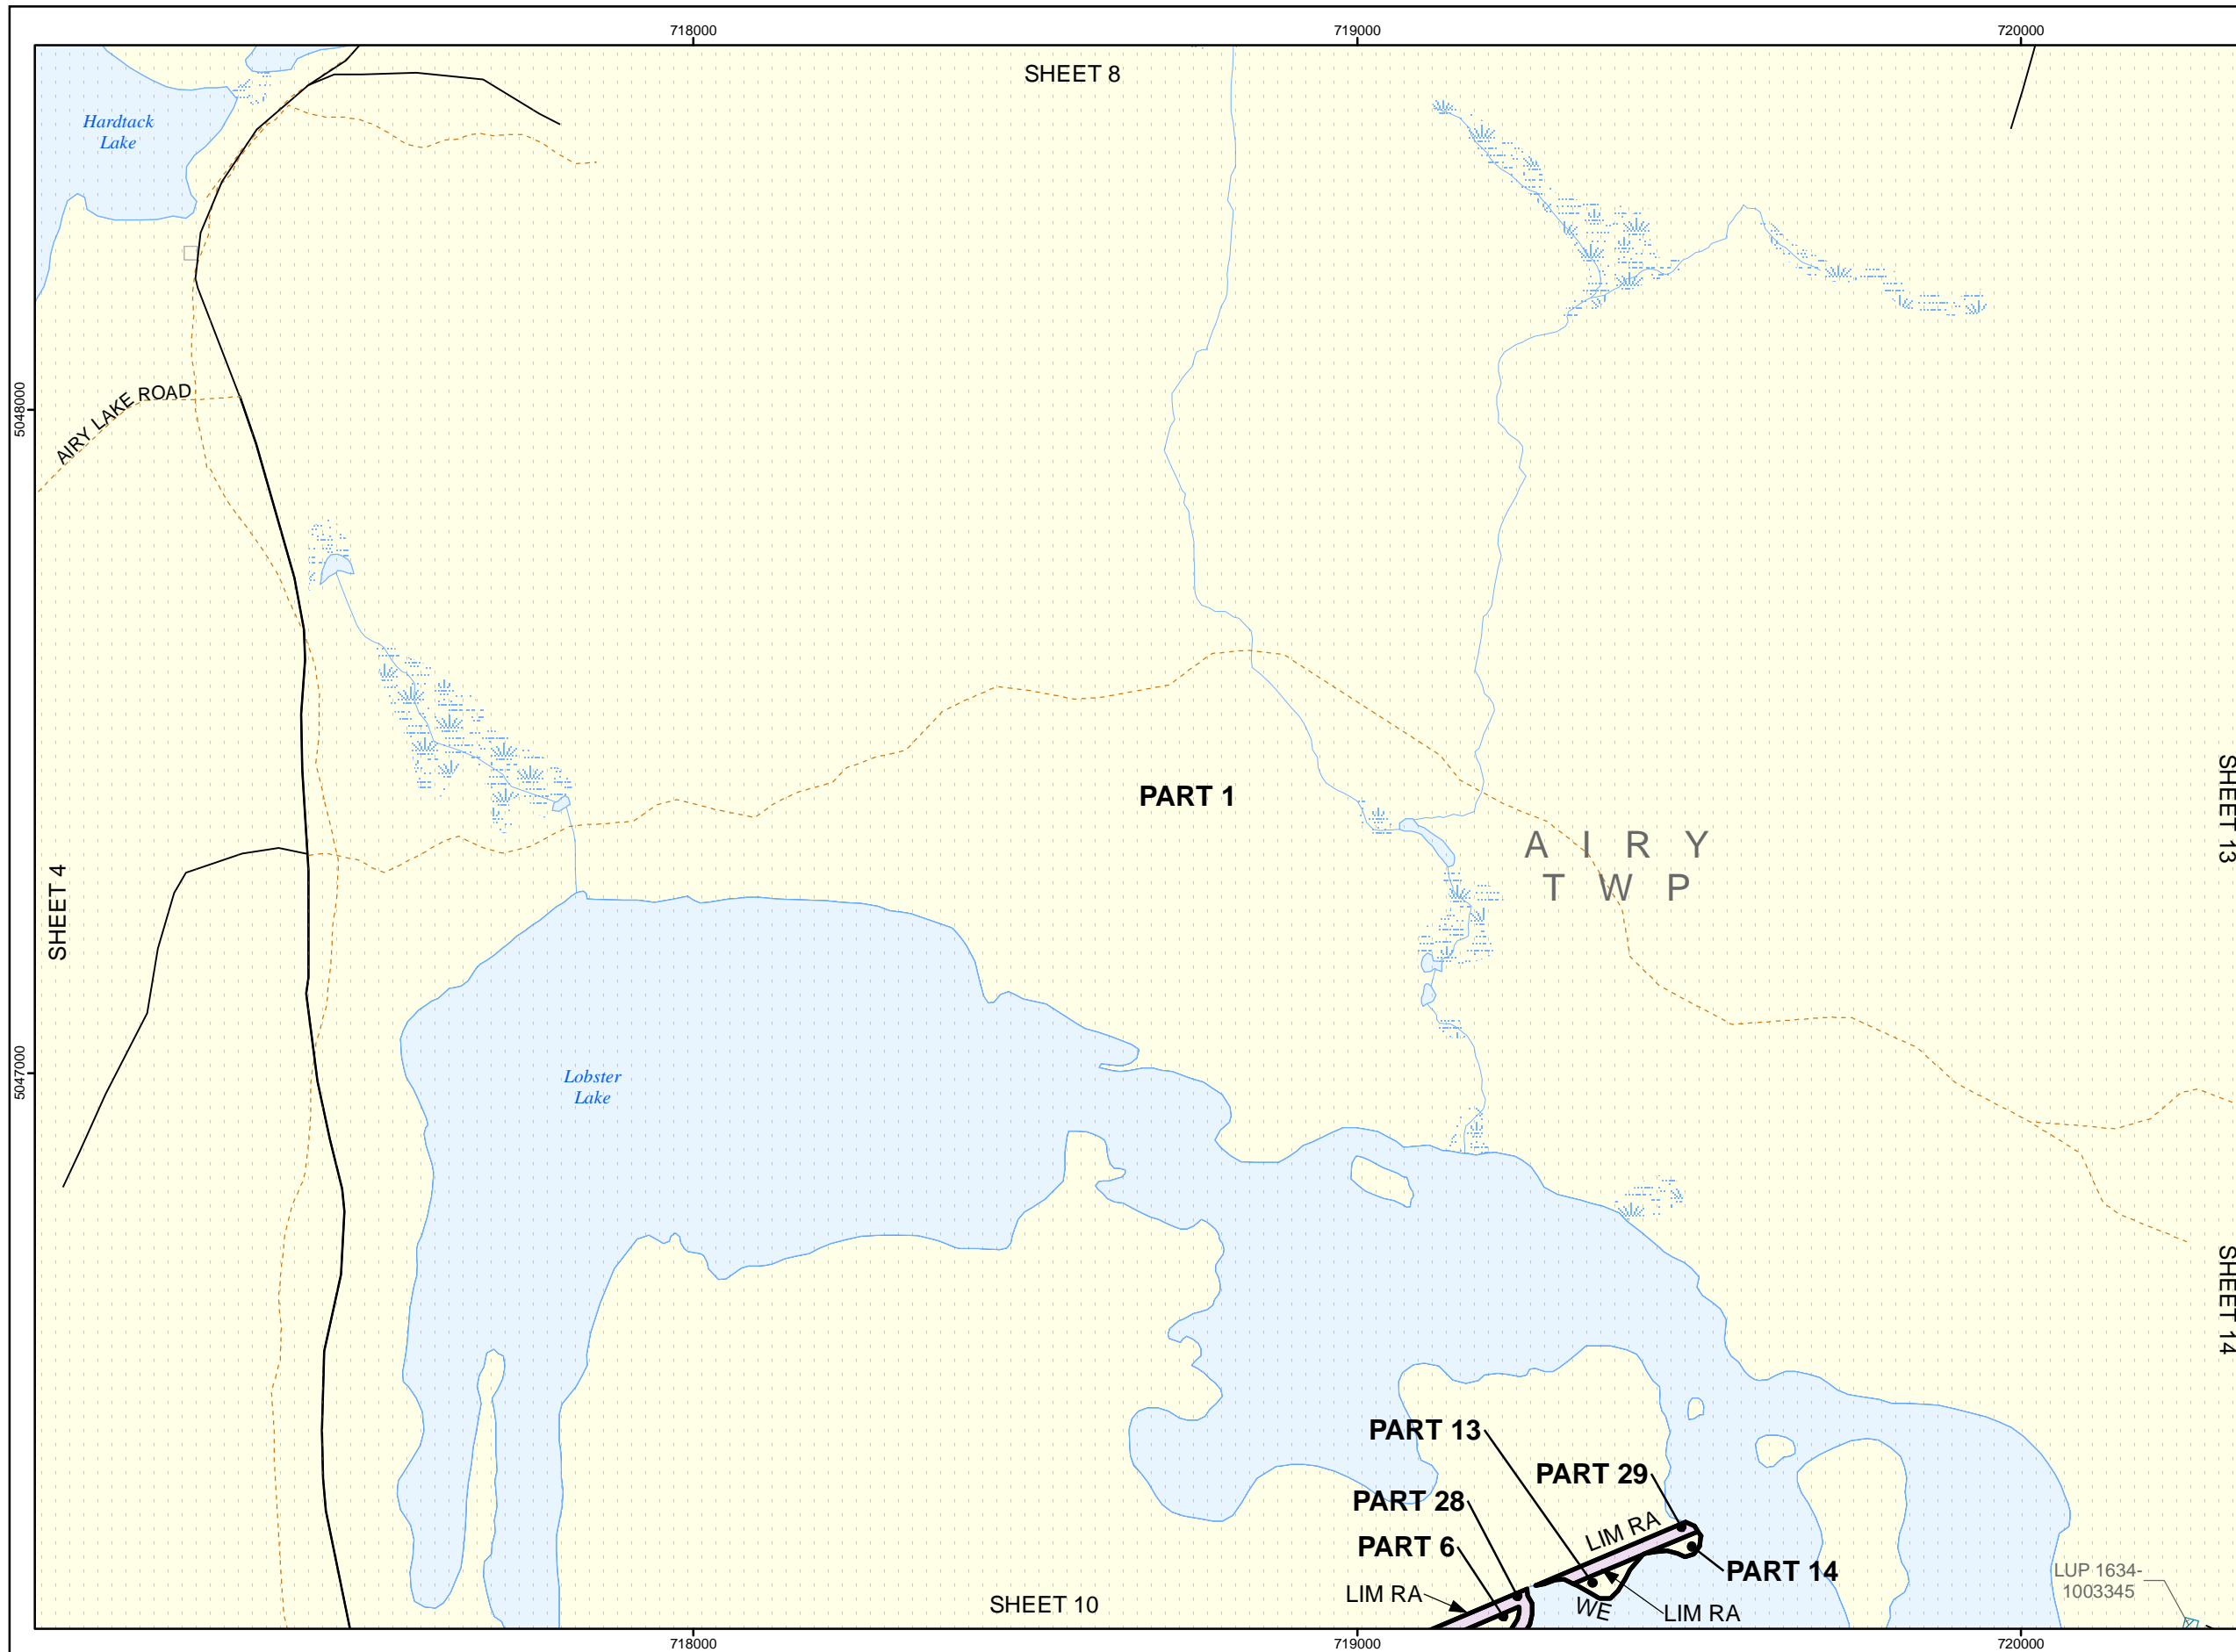 718000
719000
720000
SHEET 8
Hardtack
Lake
5048000
AIRY LAKE ROAD
PART 1
SHEET 13
A I R Y
T W P
SHEET 4
5047000
Lobster
Lake
SHEET 14
PART 13
PART 29
PART 28
LIM RA
PART 6
PART 14
LUP 1634-
1003345
LIM RA
SHEET 10
WE
LIM RA
718000
719000
720000